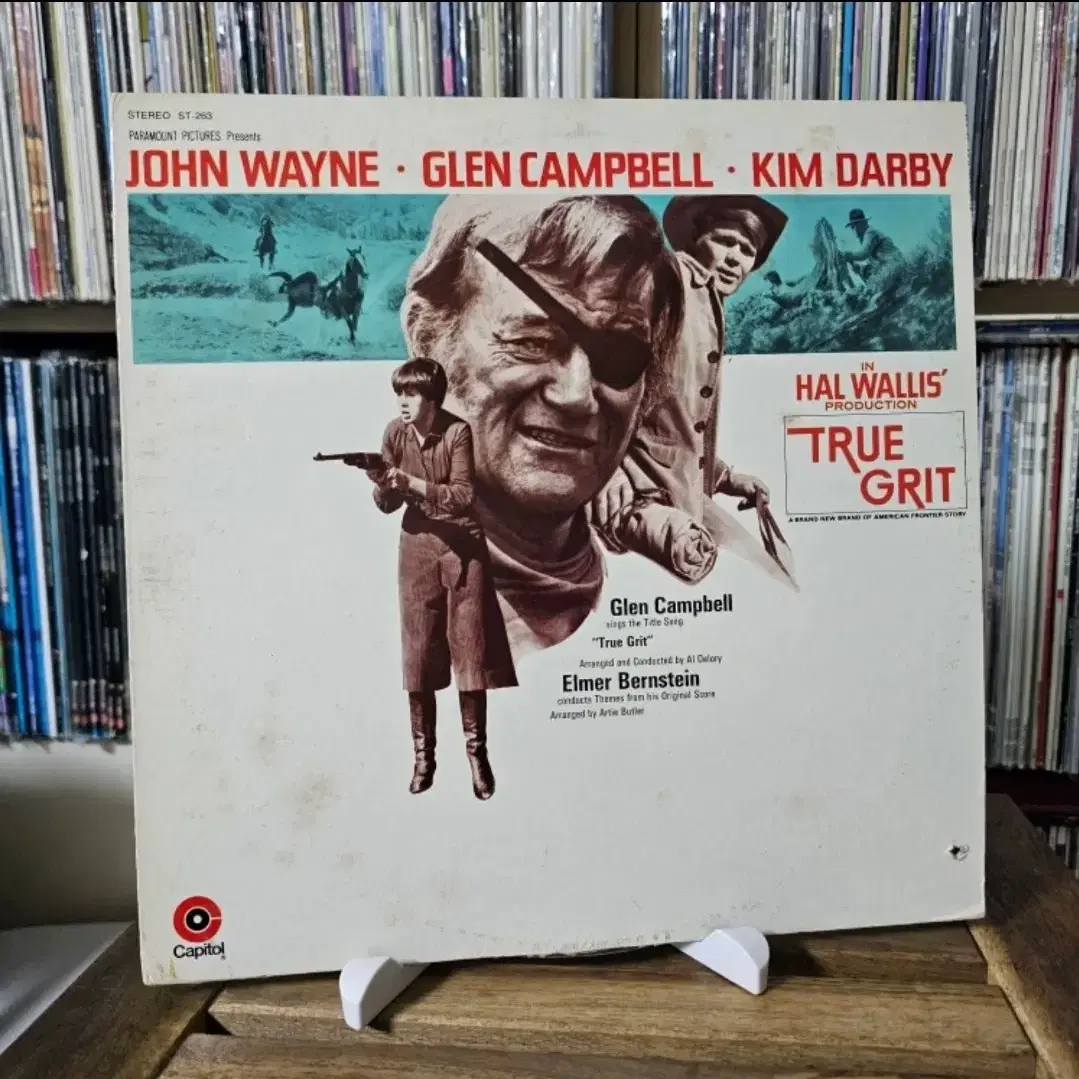 STEREO ST-263
PARAMOUNT PICTURES Presents
JOHN WAYNE · GLEN CAMPBELL · KIM DARBY
IN
HAL WALLIS'
PRODUCTION
TRUE
GRIT
A BRAND NEW BRAND OF AMERICAN FRONTIER STORY
Glen Campbell
sings the Title Song
"True Grit"
Arranged and Conducted by Al Delory
Elmer Bernstein
conducts Themes from his Original Score
Arranged by Artie Butler
Capitol